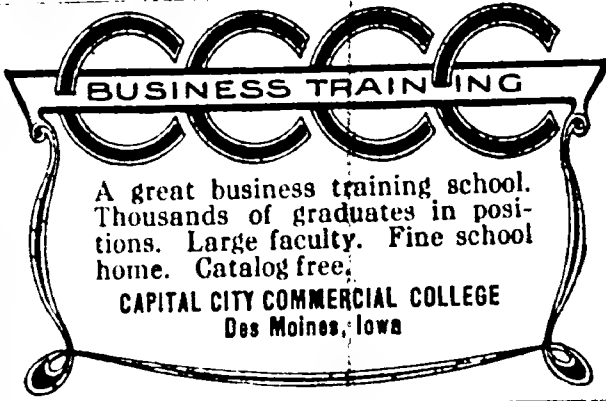 CCCC
BUSINESS TRAINING
A great business training school.
Thousands of graduates in posi-
tions. Large faculty. Fine school
home. Catalog free.
CAPITAL CITY COMMERCIAL COLLEGE
Des Moines, Iowa